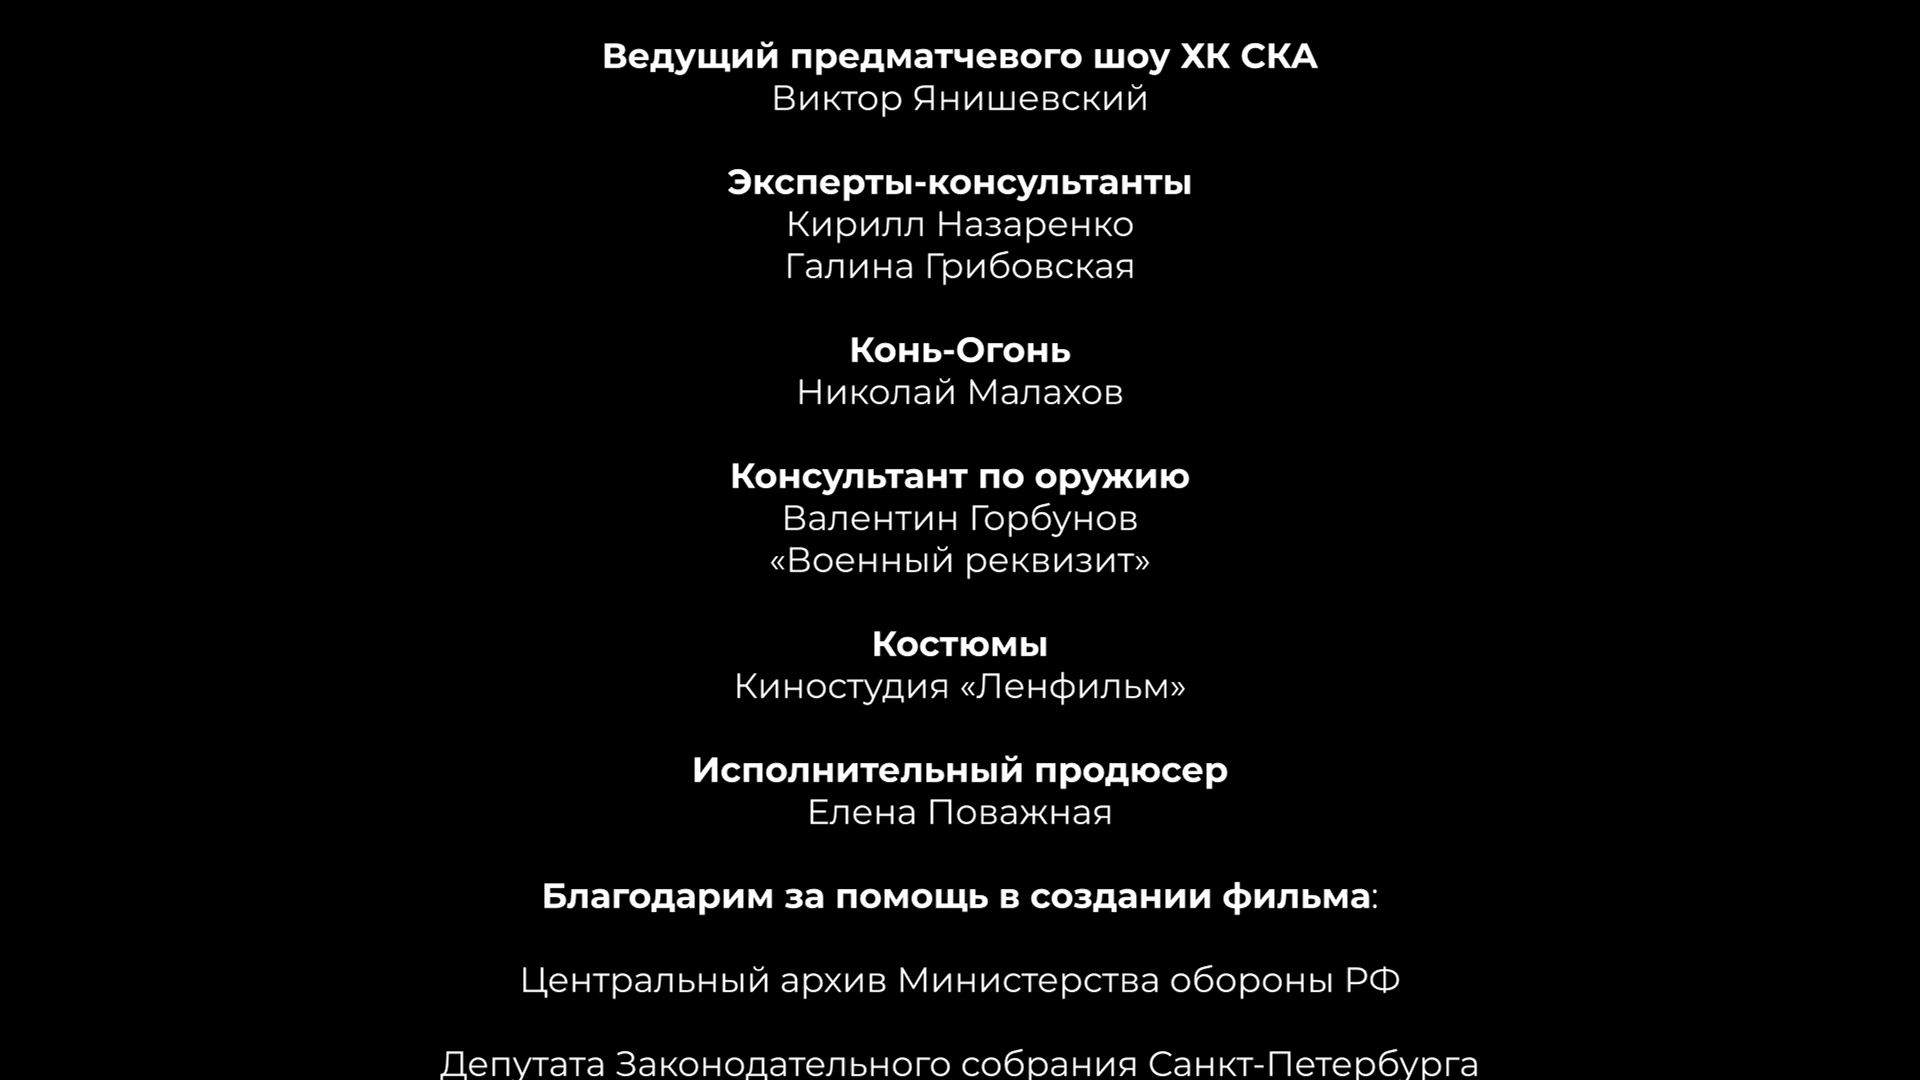 Ведущий предматчевого шоу ХК СКА
Виктор Янишевский
Эксперты-консультанты
Кирилл Назаренко
Галина Грибовская
Конь-Огонь
Николай Малахов
Консультант по оружию
Валентин Горбунов
«Военный реквизит»
Костюмы
Киностудия «Ленфильм»
Исполнительный продюсер
Елена Поважная
Благодарим за помощь в создании фильма:
Центральный архив Министерства обороны РФ
Депутата Законодательного собрания Санкт-Петербурга